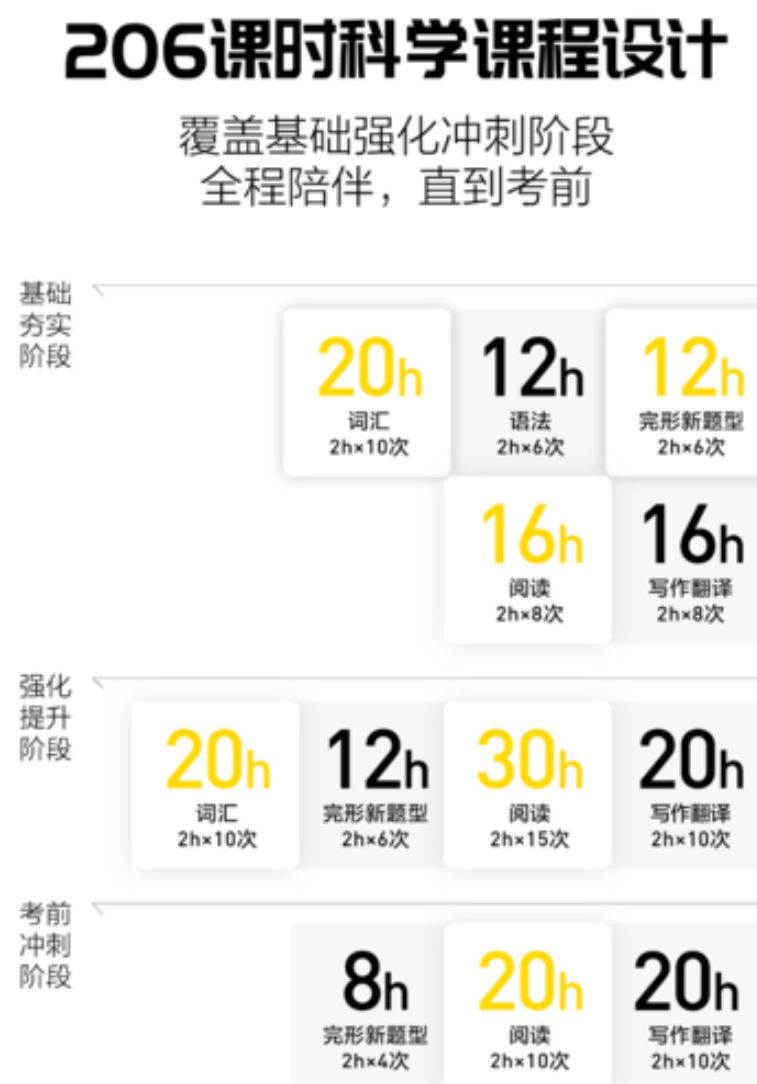 206课时科学课程设计
覆盖基础强化冲刺阶段
全程陪伴，直到考前
基础
夯实
阶段
20h
词汇
2h×10次
12h
语法
2h×6次
12h
完形新题型
2h×6次
16h
阅读
2h×8次
16h
写作翻译
2h×8次
强化
提升
阶段
20h
词汇
2h×10次
12h
完形新题型
2h×6次
30h
阅读
2h×15次
20h
写作翻译
2h×10次
考前
冲刺
阶段
8h
完形新题型
2h×4次
20h
阅读
2h×10次
20h
写作翻译
2h×10次